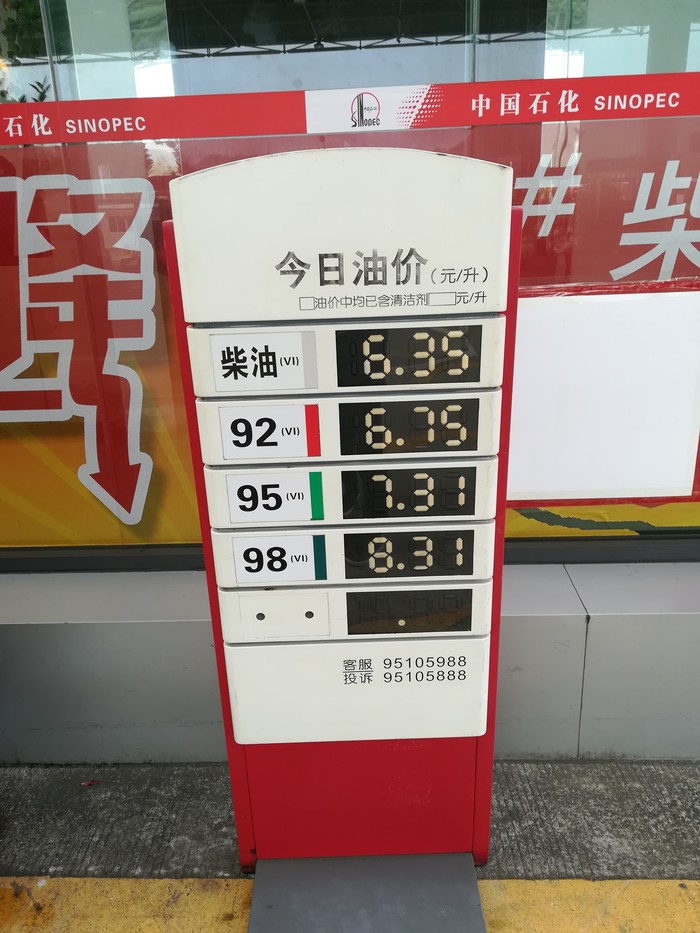 石化 SINOPEC
SINOPEC
中国石化 SINOPEC
降
#柴
今日油价(元/升)
油价中均已含清洁剂 元/升
柴油(VI) 6.35
92(VI) 6.75
95(VI) 7.31
98(VI) 8.31
客服 95105988
投诉 95105888